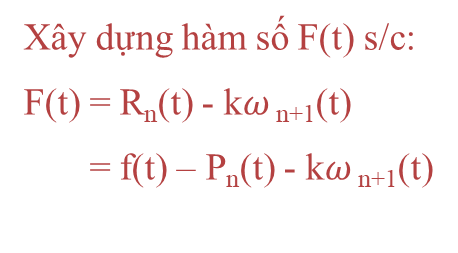 Xây dựng hàm số F(t) s/c:
F(t) = Rₙ(t) - kω ₙ₊₁(t)
= f(t) – Pₙ(t) - kω ₙ₊₁(t)